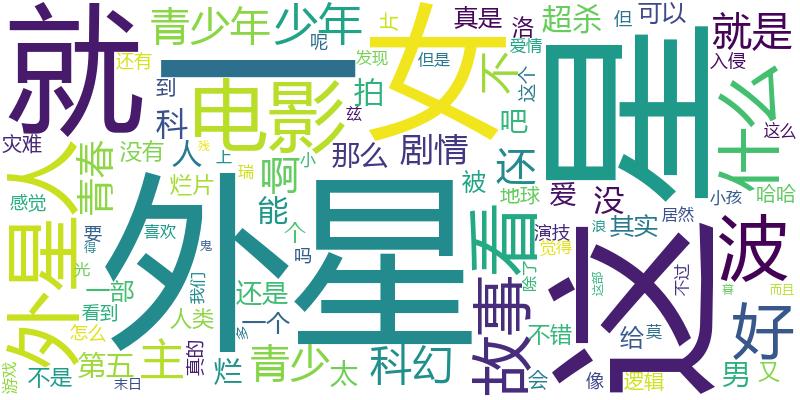 就
一
女
星
外星
这
电影
外星人
看
什么
波
故事
好
青少年
少年
呢
北
真是
洛
超杀
但
可以
就是
还有
发现
但是
爱情
不
这个
入侵
到
拍
兹
吧
这么
灾难
科
残
那么
剧情
还
青春
没有
人
上
小
啊
被
地球
爱
没
小孩
哈哈
感觉
烂片
瑞
能
个
吗
演技
浪
其实
居然
要
得
喜欢
鬼
觉得
光
我们
除了
这部
不过
一部
还是
看到
人类
多
一个
不错
给
莫
而且
怎么
真的
第五
主
烂
青少
太
科幻
会
像
逻辑
男
又
游戏
不是
末日